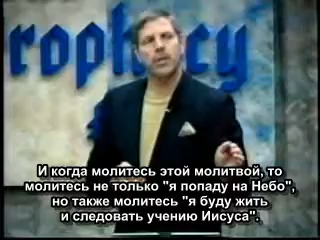 rophecy
И когда молитесь этой молитвой, то
молитесь не только "я попаду на Небо",
но также молитесь "я буду жить
и следовать учению Иисуса".